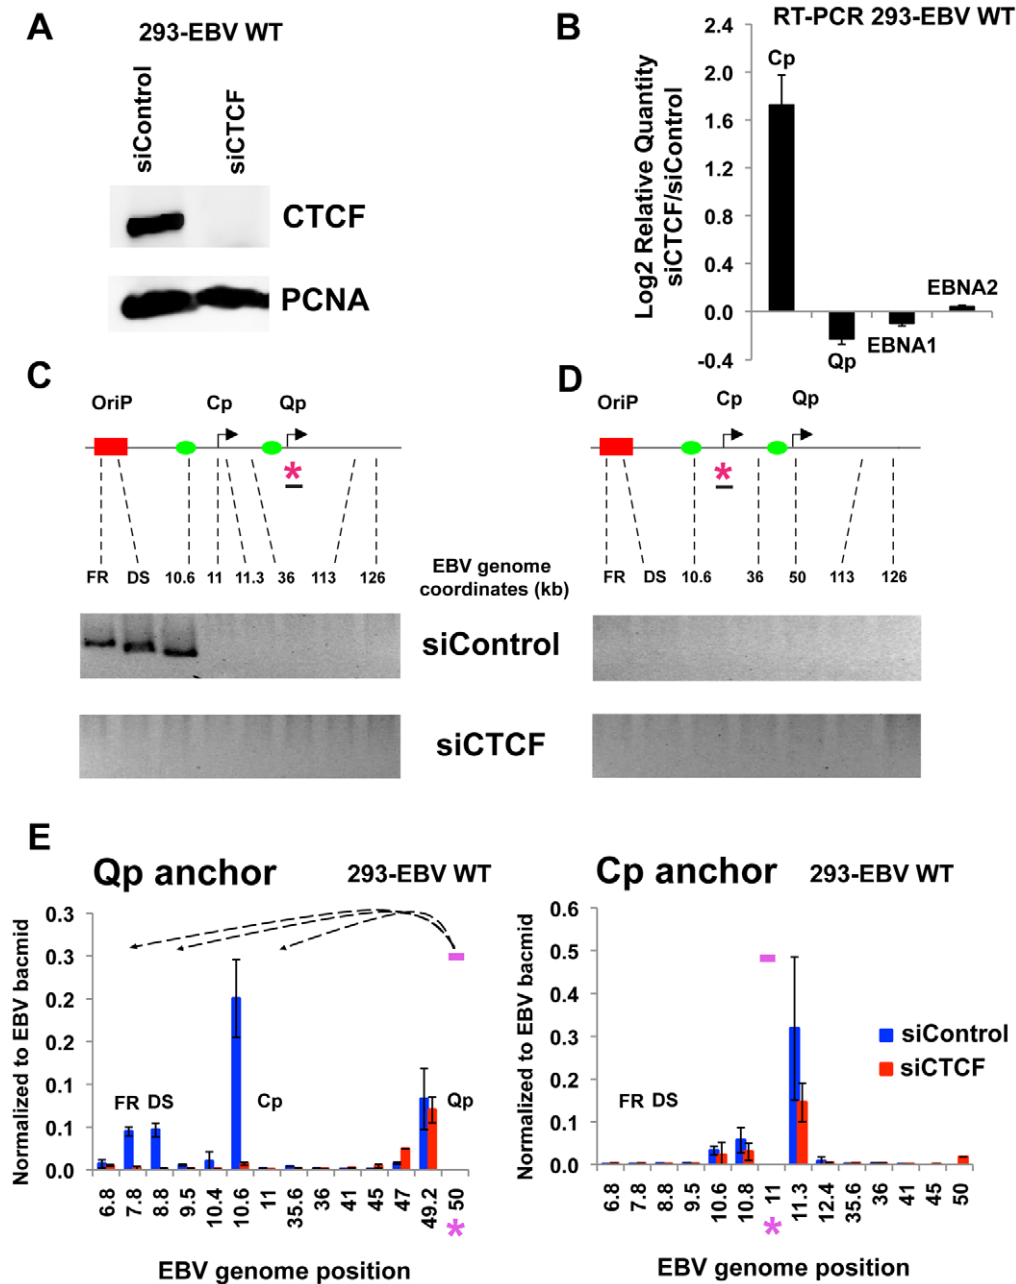 A
293-EBV WT
siControl
siCTCF
CTCF
PCNA
B
RT-PCR 293-EBV WT
Log2 Relative Quantity
siCTCF/siControl
2.4
2.0
1.6
1.2
0.8
0.4
0.0
-0.4
Cp
Qp
EBNA1
EBNA2
C
OriP
Cp
Qp
*
FR DS 10.6 11 11.3 36 113 126
EBV genome
coordinates (kb)
siControl
siCTCF
D
OriP
Cp
Qp
*
FR DS 10.6 36 50 113 126
E
Qp anchor
293-EBV WT
Normalized to EBV bacmid
0.3
0.3
0.2
0.2
0.1
0.1
0.0
FR DS Cp Qp
6.8 7.8 8.8 9.5 10.4 10.6 11 35.6 36 41 45 47 49.2 50
*
EBV genome position
Cp anchor
293-EBV WT
Normalized to EBV bacmid
0.6
0.5
0.4
0.3
0.2
0.1
0.0
FR DS
siControl
siCTCF
6.8 7.8 8.8 9.5 10.6 10.8 11 11.3 12.4 35.6 36 41 45 50
*
EBV genome position